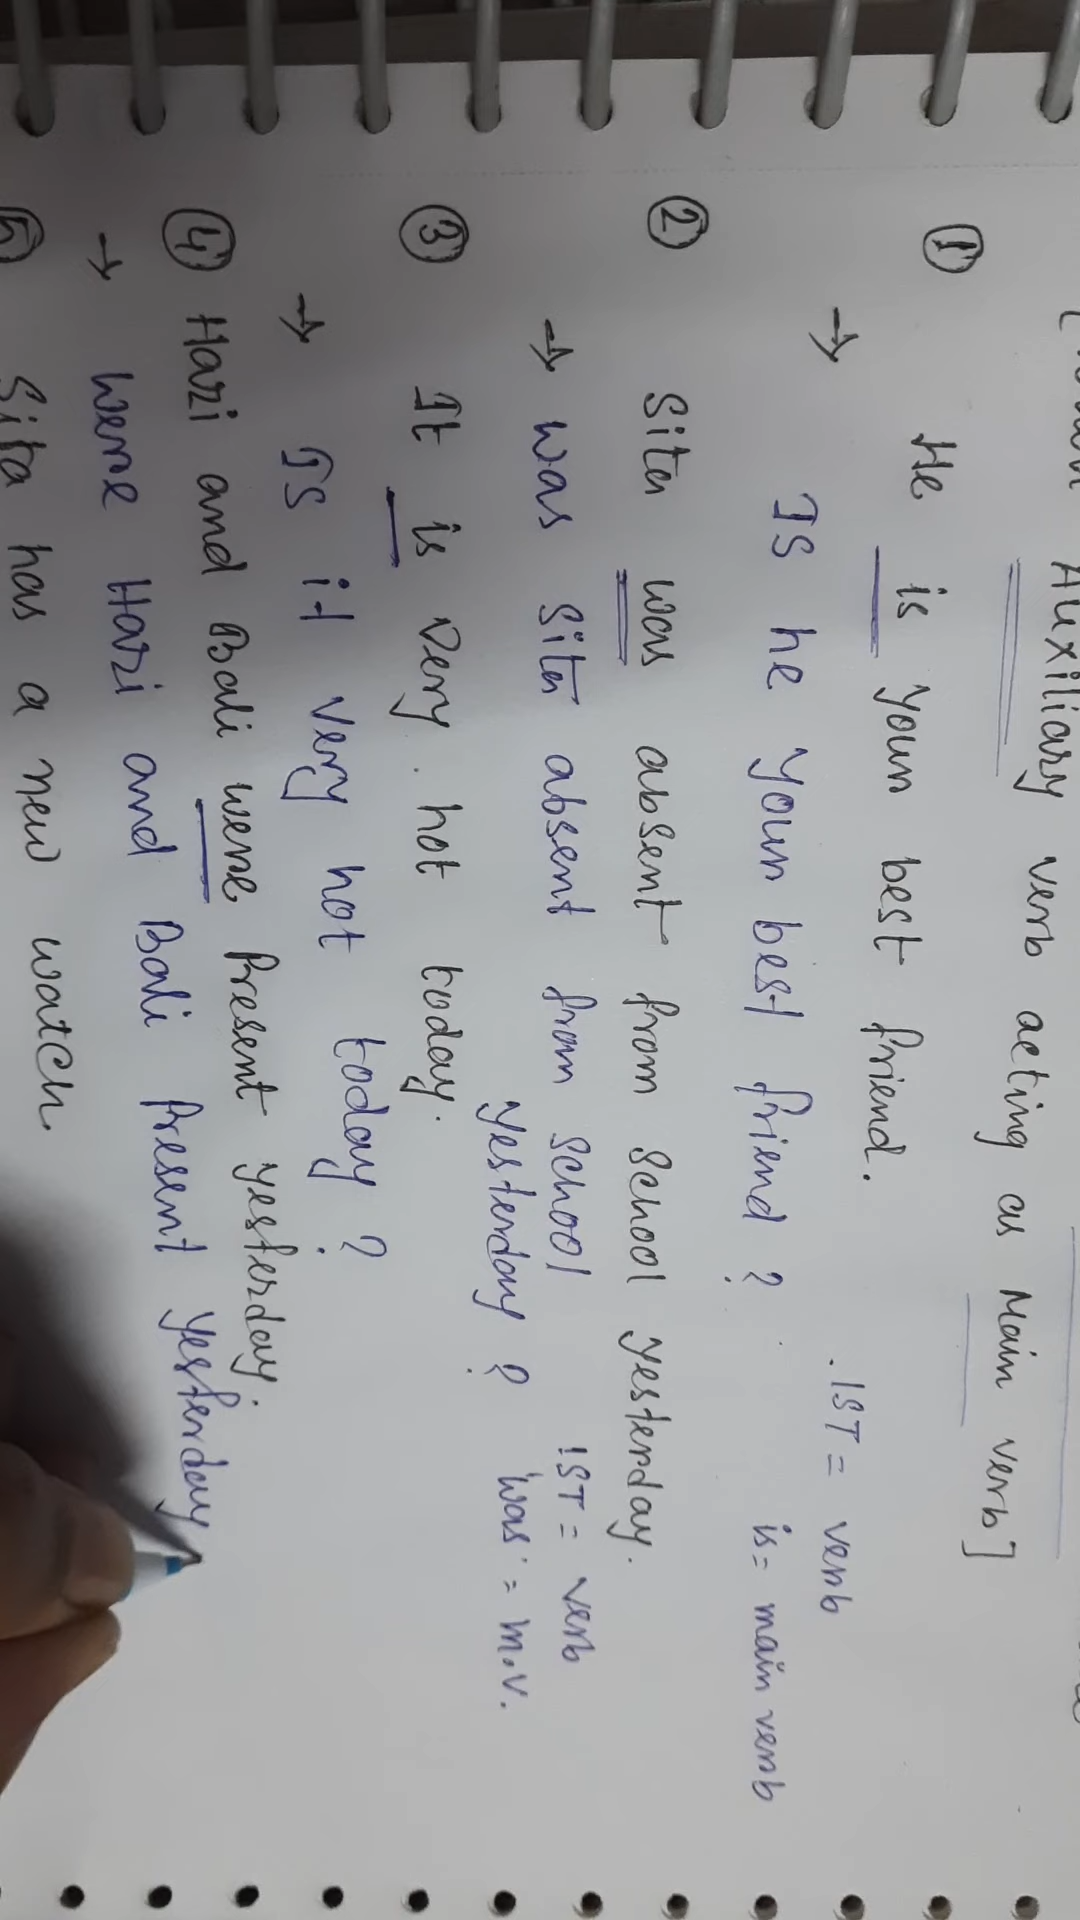 Auxiliary verb acting as Main verb]
① He is your best friend.
→ Is he your best friend ?
IST = verb
is = main verb
② Sita was absent from school yesterday.
→ was Sita absent from school
yesterday ?
IST = verb
was = m.v.
③ It is very hot today.
→ Is it very hot today ?
④ Hari and Bali were Present yesterday.
→ were Hari and Bali Present yesterday
⑤ Sita has a new watch.